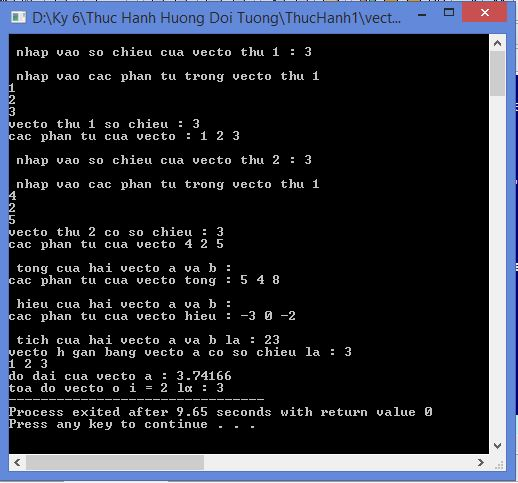 D:\Ky 6\Thuc Hanh Huong Doi Tuong\ThucHanh1\vect...
nhap vao so chieu cua vecto thu 1 : 3
nhap vao cac phan tu trong vecto thu 1
1
2
3
vecto thu 1 so chieu : 3
cac phan tu cua vecto : 1 2 3
nhap vao so chieu cua vecto thu 2 : 3
nhap vao cac phan tu trong vecto thu 1
4
2
5
vecto thu 2 co so chieu : 3
cac phan tu cua vecto 4 2 5
tong cua hai vecto a va b :
cac phan tu cua vecto tong : 5 4 8
hieu cua hai vecto a va b :
cac phan tu cua vecto hieu : -3 0 -2
tich cua hai vecto a va b la : 23
vecto h gan bang vecto a co so chieu la : 3
1 2 3
do dai cua vecto a : 3.74166
toa do vecto o i = 2 lα : 3
--------------------------------
Process exited after 9.65 seconds with return value 0
Press any key to continue . . .